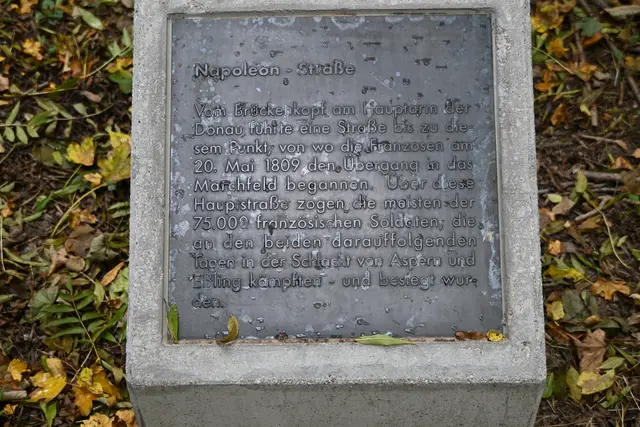 Napoleon - Straße
Vom Brückenkopf am Hauptarm der
Donau führte eine Straße bis zu die-
sem Punkt, von wo die Franzosen am
20. Mai 1809 den Übergang in das
Marchfeld begannen. Über diese
Hauptstraße zogen die meisten der
75.000 französischen Soldaten, die
an den beiden darauffolgenden
Tagen in der Schlacht von Aspern und
Eßling kämpften - und besiegt wur-
den.